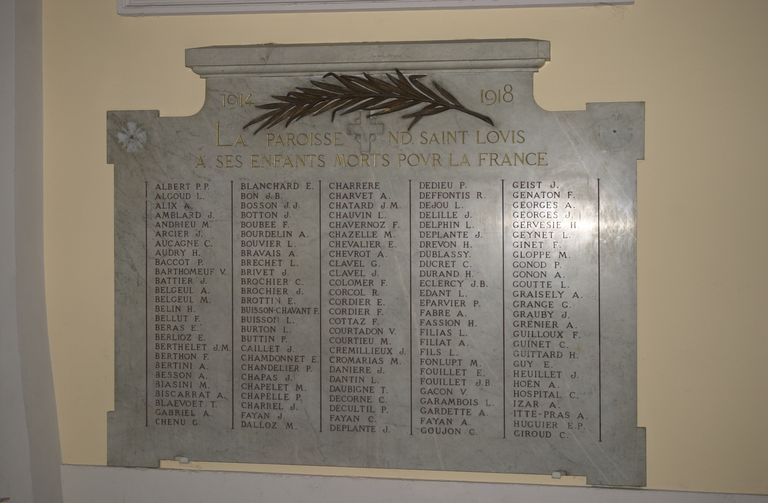 1914 1918
LA PAROISSE ND. SAINT LOVIS
A SES ENFANTS MORTS POVR LA FRANCE
ALBERT P.P.
ALGOUD L.
ALIX A.
AMBLARD J.
ANDRIEU M.
ARCIER J.
AUCAGNE C.
AUDRY H.
BACCOT P.
BARTHOMEUF V.
BATTIER J.
BELGEUL A.
BELGEUL M.
BELIN H.
BELLUT F.
BERAS E.
BERLIOZ E.
BERTHELET J.M.
BERTHON F.
BERTINI A.
BESSON A.
BIASINI M.
BISCARRAT A.
BLAEVOET T.
GABRIEL A.
CHENU G.
BLANCHARD E.
BON J.B.
BOSSON J.J.
BOTTON J.
BOUBEE F.
BOURDELIN A.
BOUVIER L.
BRAVAIS A.
BRECHET L.
BRIVET J.
BROCHIER C.
BROCHIER J.
BROTTIN E.
BUISSON-CHAVANT F.
BUISSON L.
BURTON L.
BUTTIN P.
CAILLET J.
CHAMDONNET E.
CHANDELIER P.
CHAPAS J.
CHAPELET M.
CHAPELLE P.
CHARREL J.
FAYAN J.
DALLOZ M.
CHARRERE
CHARVET A.
CHATARD J.M.
CHAUVIN L.
CHAVERNOZ F.
CHAZELLE M.
CHEVALIER E.
CHEVROT A.
CLAVEL G.
CLAVEL J.
COLOMER F.
CORCOL R.
CORDIER E.
CORDIER F.
COTTAZ F.
COURTADON V.
COURTIEU M.
CREMILLIEUX J.
CROMARIAS M.
DANIERE J.
DANTIN L.
DAUBIGNE T.
DECORNE C.
DECULTIL P.
FAYAN C.
DEPLANTE J.
DEDIEU P.
DEFFONTIS R.
DEJOU L.
DELILLE J.
DELPHIN L.
DEPLANTE J.
DREVON H.
DUBLASSY.
DUCRET C.
DURAND H.
ECLERCY J.B.
EDANT L.
EPARVIER P.
FABRE A.
FASSION H.
FILIAS L.
FILIAT A.
FILS L.
FONLUPT M.
FOUILLET E.
FOUILLET J.B
GACON V.
GARAMBOIS L.
GARDETTE A.
FAYAN A.
GOUJON C.
GEIST J.
GENATON F.
GEORGES A.
GEORGES J.
GERVESIE H
GEYNET L.
GINET F.
GLOPPE M.
GONOD P.
GONON A.
GOUTTE L.
GRAISELY A.
GRANGE G.
GRAUBY J.
GRENIER A.
GUILLOUX F.
GUINET C.
GUITTARD H.
GUY E.
HEUILLET J.
HOEN A.
HOSPITAL C.
IZAR A.
ITTE-PRAS A.
HUGUIER E.P.
GIROUD C.